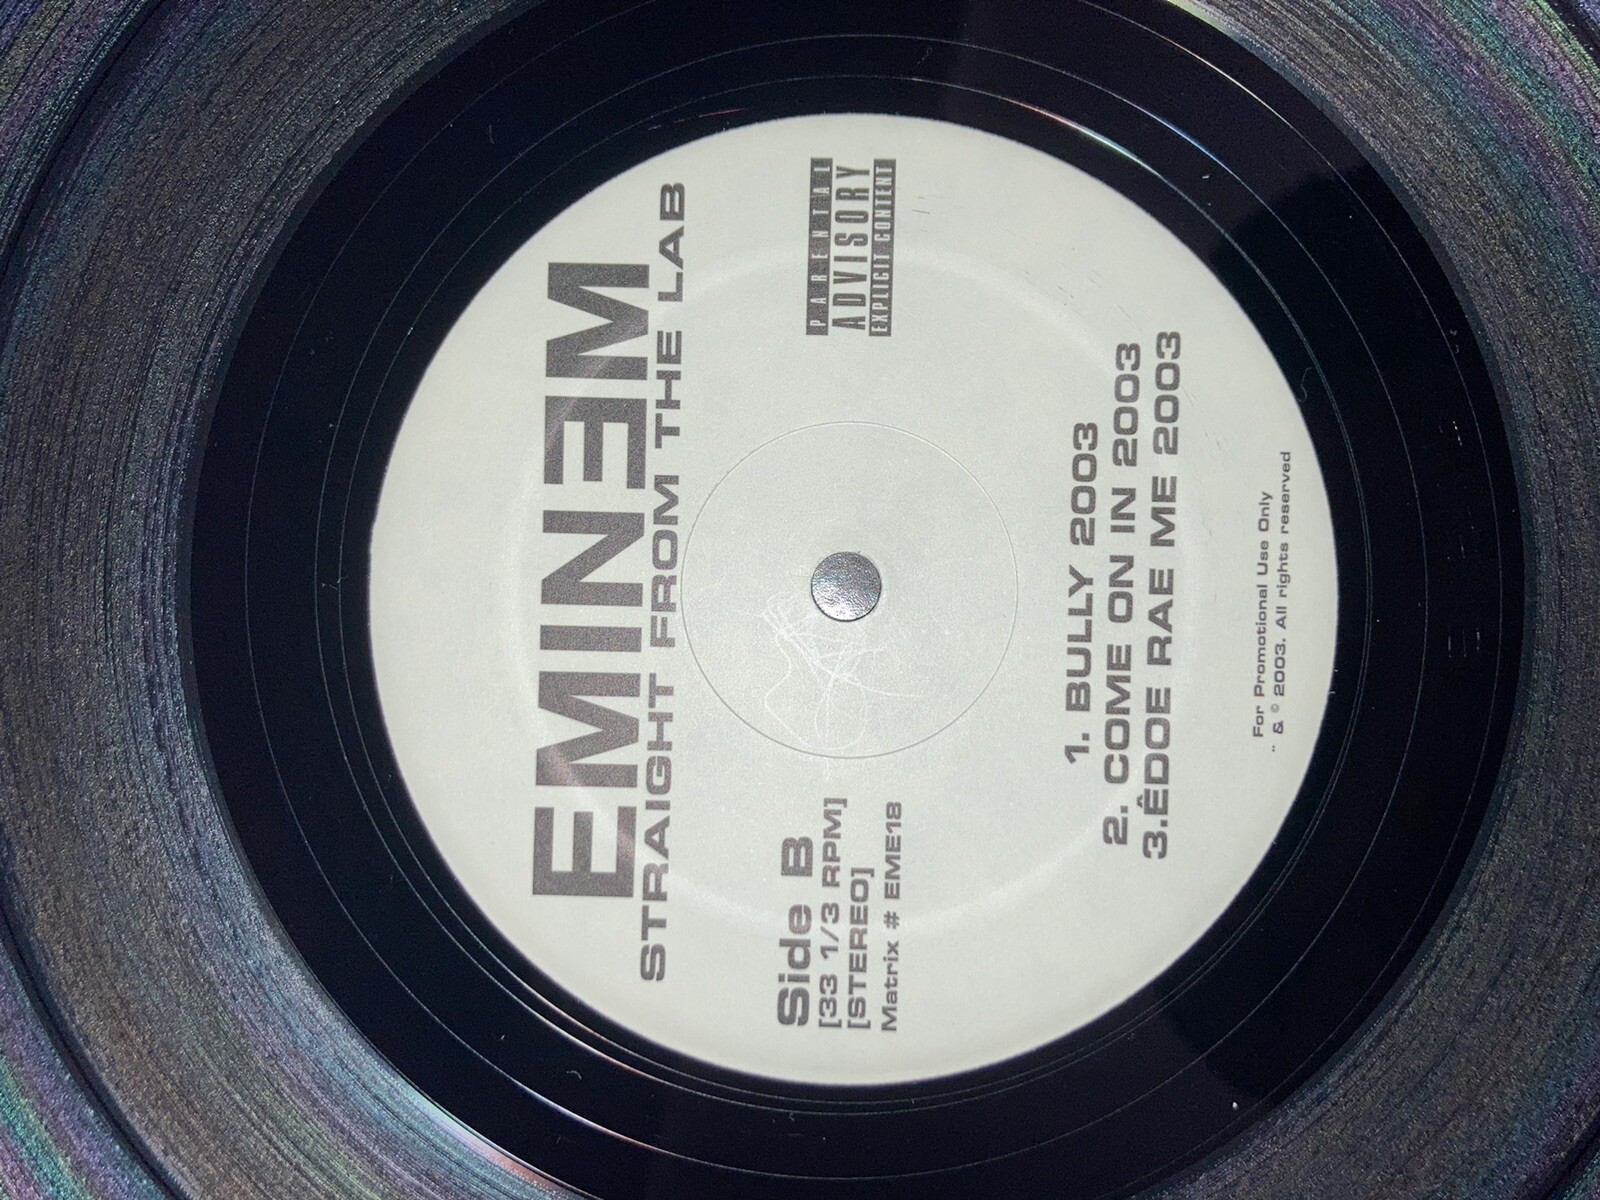 EMINƎM
STRAIGHT FROM THE LAB
Side B
[33 1/3 RPM]
[STEREO]
Matrix # EME18
PARENTAL
ADVISORY
EXPLICIT CONTENT
1. BULLY 2003
2. COME ON IN 2003
3.ÊDOE RAE ME 2003
For Promotional Use Only
¨ & © 2003. All rights reserved